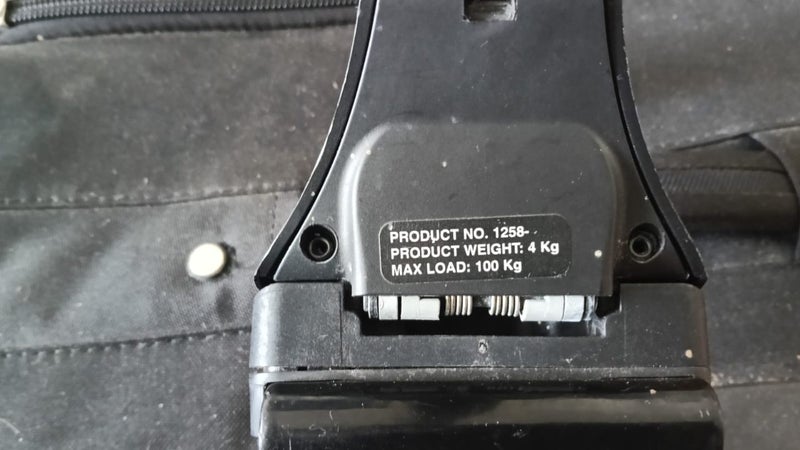 PRODUCT NO. 1258-
PRODUCT WEIGHT: 4 Kg
MAX LOAD: 100 Kg